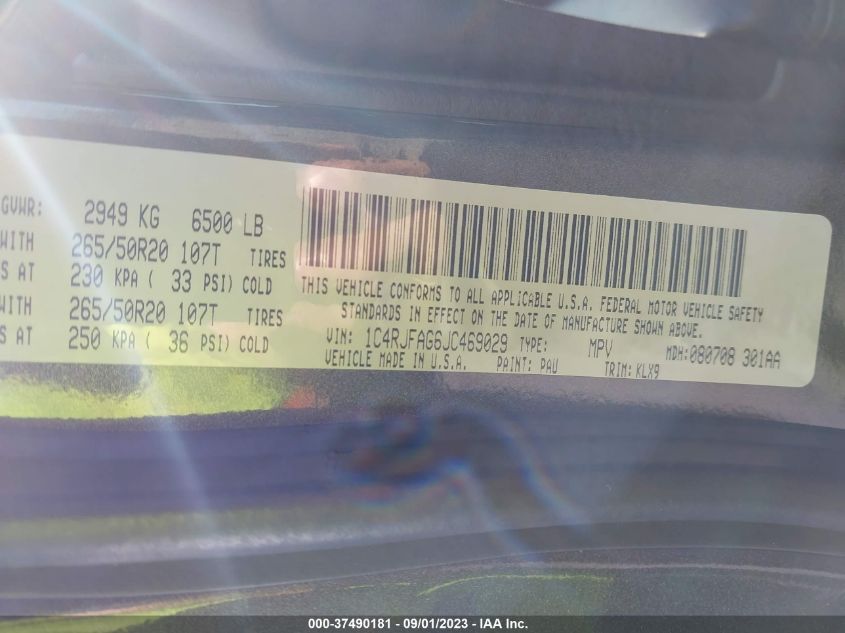 GVWR: 2949 KG 6500 LB
WITH 265/50R20 107T TIRES
S AT 230 KPA ( 33 PSI) COLD
WITH 265/50R20 107T TIRES
S AT 250 KPA ( 36 PSI) COLD
THIS VEHICLE CONFORMS TO ALL APPLICABLE U.S.A. FEDERAL MOTOR VEHICLE SAFETY
STANDARDS IN EFFECT ON THE DATE OF MANUFACTURE SHOWN ABOVE.
VIN: 1C4RJFAG6JC469029 TYPE: MPV MDH:080708 301AA
VEHICLE MADE IN U.S.A. PAINT: PAU TRIM: KLX9
000-37490181 - 09/01/2023 - IAA Inc.